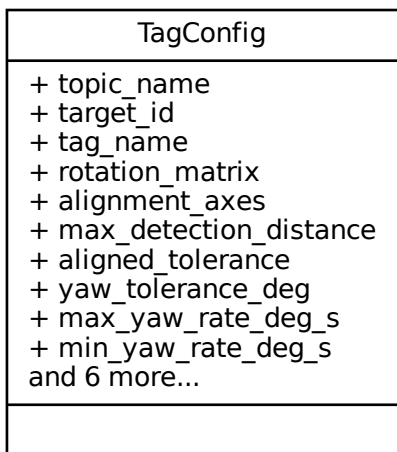 TagConfig
+ topic_name
+ target_id
+ tag_name
+ rotation_matrix
+ alignment_axes
+ max_detection_distance
+ aligned_tolerance
+ yaw_tolerance_deg
+ max_yaw_rate_deg_s
+ min_yaw_rate_deg_s
and 6 more...